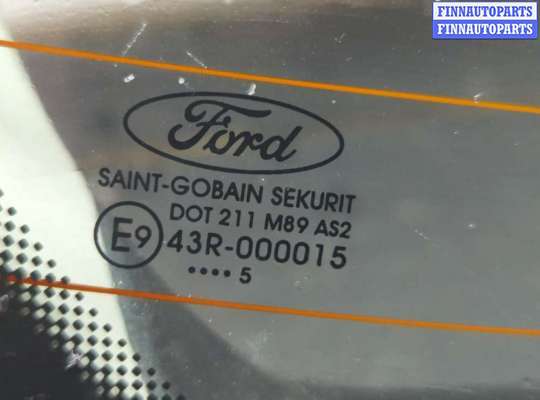 FINNAUTOPARTS
FINNAUTOPARTS
Ford
SAINT-GOBAIN SEKURIT
DOT 211 M89 AS2
E9 43R-000015
•••• 5